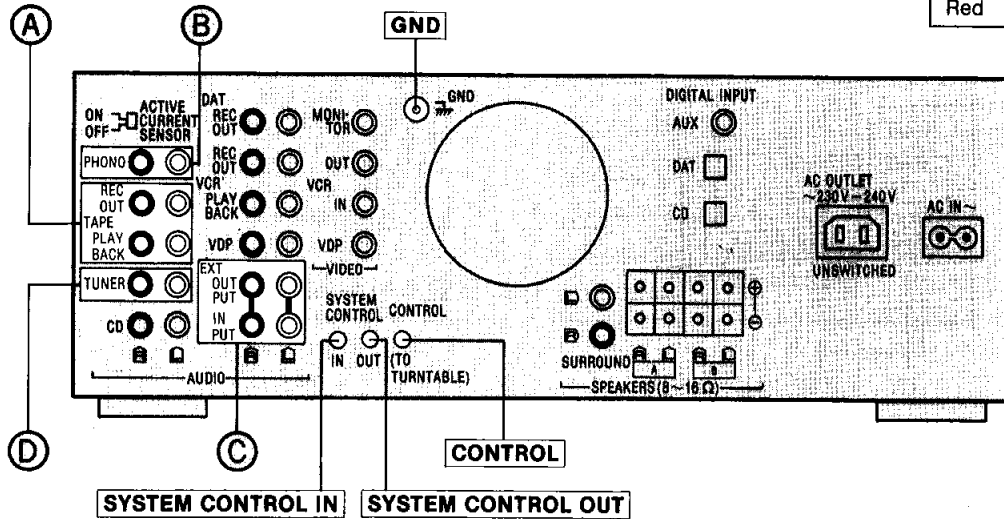 Red
A
B
GND
ON
OFF
ACTIVE
CURRENT
SENSOR
PHONO
REC
OUT
TAPE
PLAY
BACK
TUNER
CD
AUDIO
DAT
REC
OUT
REC
OUT
VCR
PLAY
BACK
VDP
EXT
OUT
PUT
IN
PUT
R
L
R
L
MONI-
TOR
OUT
VCR
IN
VDP
VIDEO
GND
SYSTEM
CONTROL
IN OUT
CONTROL
(TO
TURNTABLE)
DIGITAL INPUT
AUX
DAT
CD
L
R
SURROUND
R L R L
A B
+
−
SPEAKERS (8~16 Ω)
AC OUTLET
~230V–240V
UNSWITCHED
AC IN ~
D
C
CONTROL
SYSTEM CONTROL IN
SYSTEM CONTROL OUT